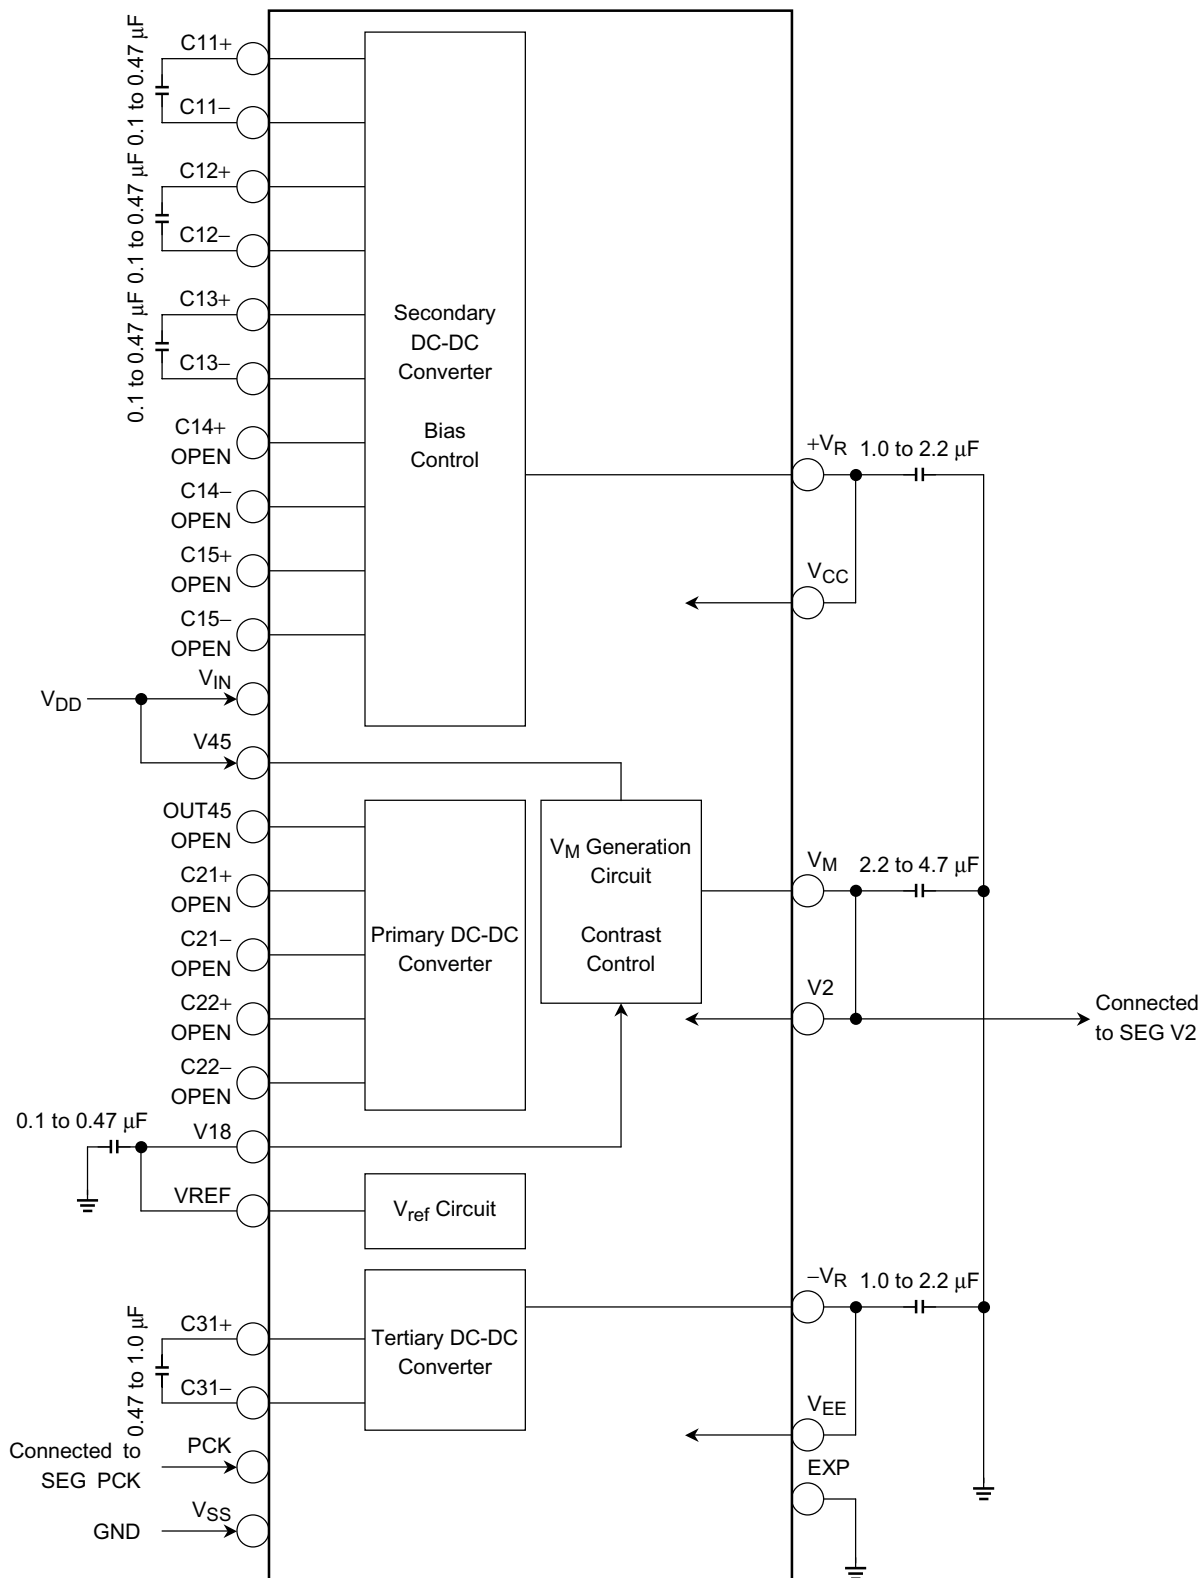 C11+
C11−
0.1 to 0.47 μF
C12+
C12−
0.1 to 0.47 μF
C13+
C13−
0.1 to 0.47 μF
C14+
OPEN
C14−
OPEN
C15+
OPEN
C15−
OPEN
VIN
VDD
V45
OUT45
OPEN
C21+
OPEN
C21−
OPEN
C22+
OPEN
C22−
OPEN
0.1 to 0.47 μF
V18
VREF
C31+
C31−
0.47 to 1.0 μF
PCK
Connected to
SEG PCK
VSS
GND
Secondary
DC-DC
Converter
Bias
Control
Primary DC-DC
Converter
VM Generation
Circuit
Contrast
Control
Vref Circuit
Tertiary DC-DC
Converter
+VR
1.0 to 2.2 μF
VCC
VM
2.2 to 4.7 μF
V2
Connected
to SEG V2
−VR
1.0 to 2.2 μF
VEE
EXP